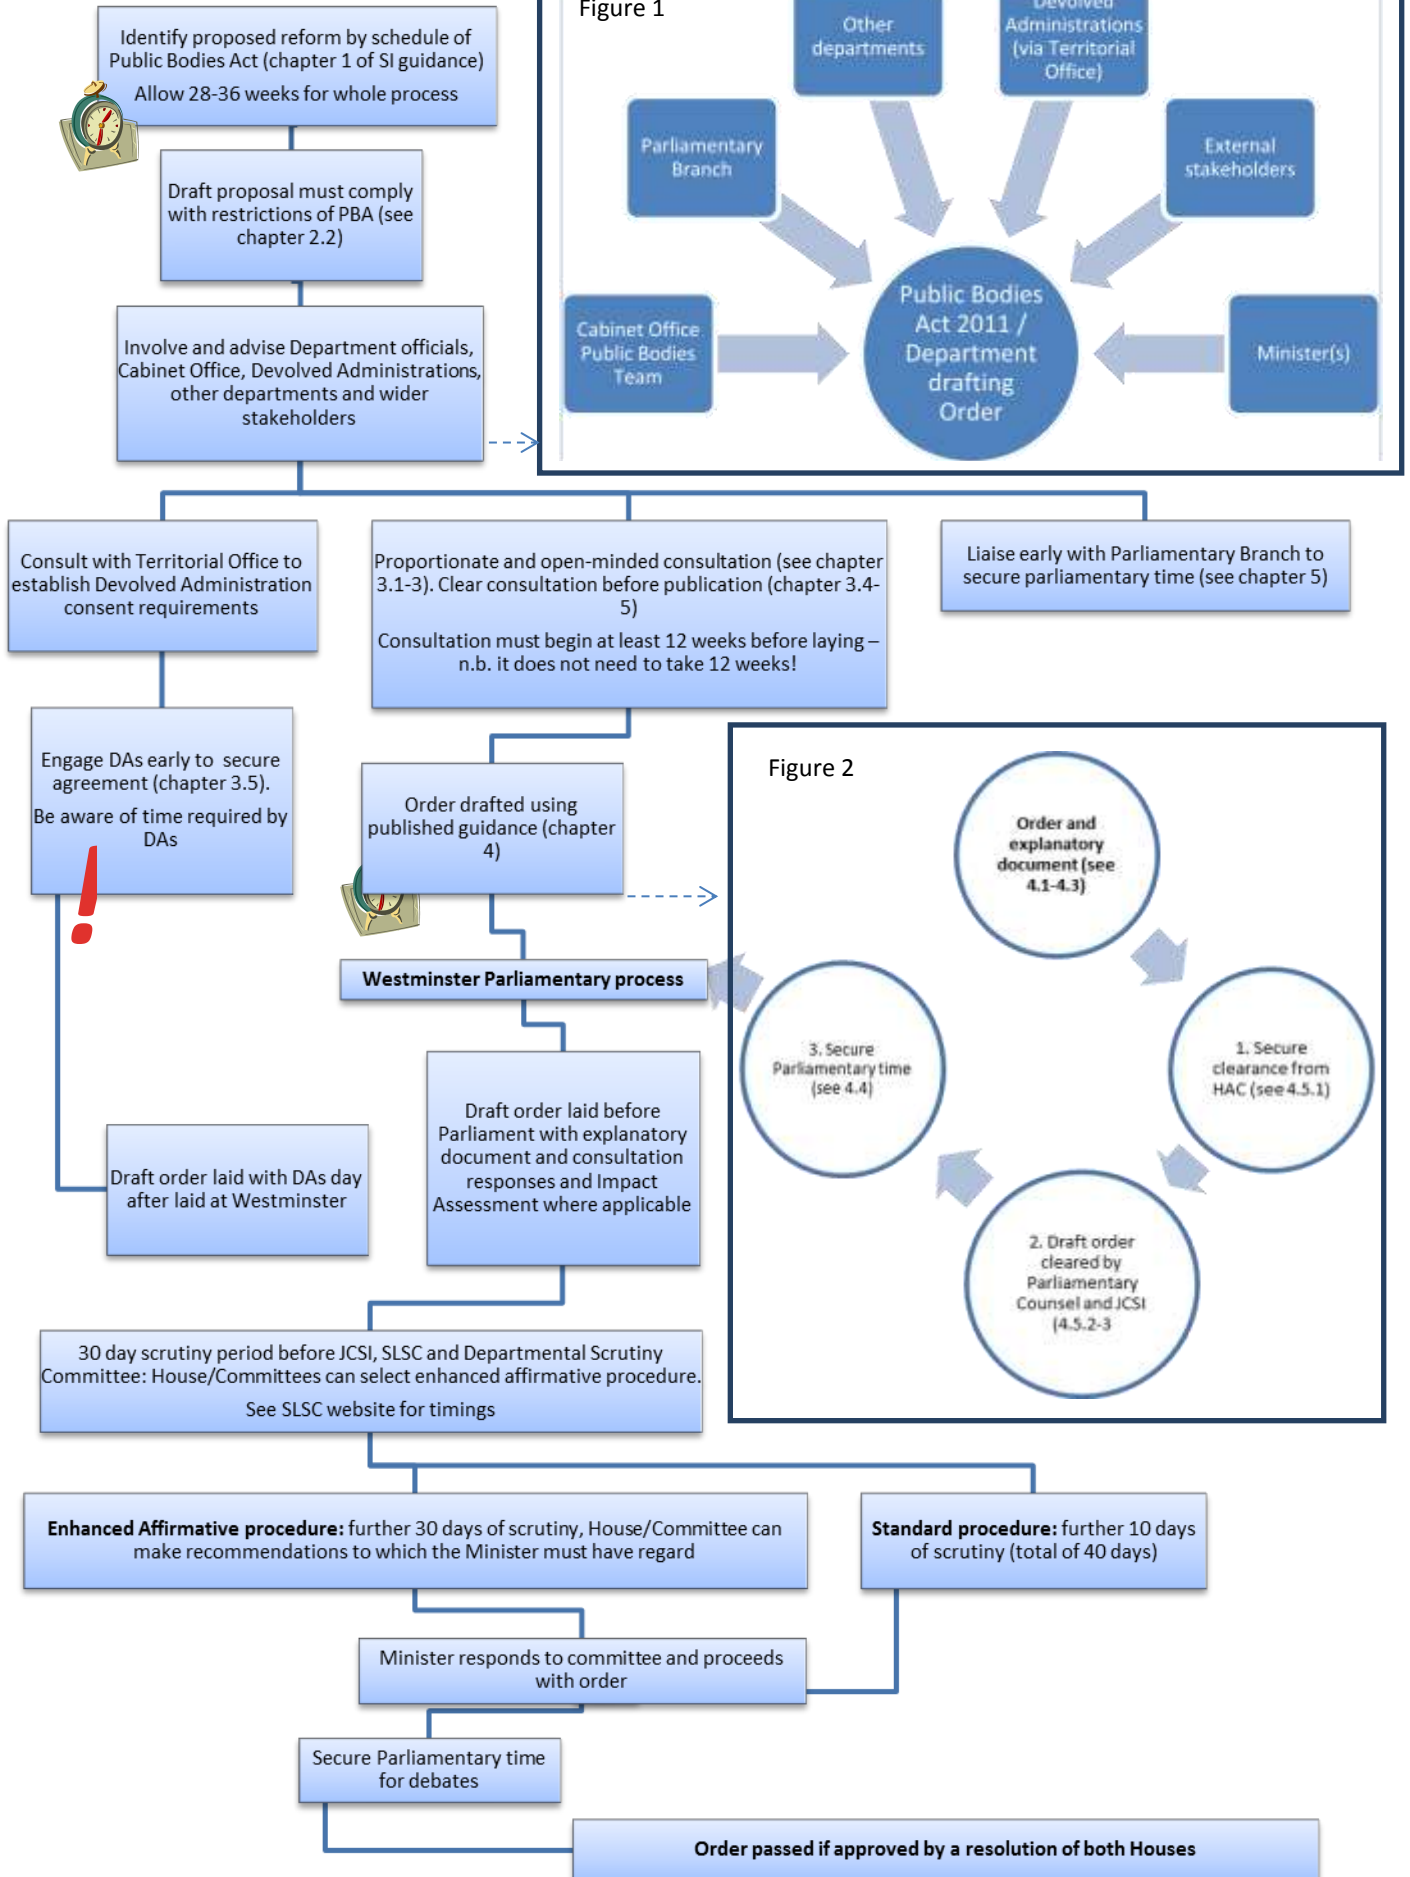 Identify proposed reform by schedule of
Public Bodies Act (chapter 1 of SI guidance)
Allow 28-36 weeks for whole process
Draft proposal must comply
with restrictions of PBA (see
chapter 2.2)
Involve and advise Department officials,
Cabinet Office, Devolved Administrations,
other departments and wider
stakeholders
Figure 1
Other
departments
Devolved
Administrations
(via Territorial
Office)
Parliamentary
Branch
External
stakeholders
Cabinet Office
Public Bodies
Team
Public Bodies
Act 2011 /
Department
drafting
Order
Minister(s)
Consult with Territorial Office to
establish Devolved Administration
consent requirements
Proportionate and open-minded consultation (see chapter
3.1-3). Clear consultation before publication (chapter 3.4-
5)
Consultation must begin at least 12 weeks before laying –
n.b. it does not need to take 12 weeks!
Liaise early with Parliamentary Branch to
secure parliamentary time (see chapter 5)
Engage DAs early to secure
agreement (chapter 3.5).
Be aware of time required by
DAs
!
Order drafted using
published guidance (chapter
4)
Figure 2
Order and
explanatory
document (see
4.1-4.3)
1. Secure
clearance from
HAC (see 4.5.1)
2. Draft order
cleared by
Parliamentary
Counsel and JCSI
(4.5.2-3
3. Secure
Parliamentary time
(see 4.4)
Westminster Parliamentary process
Draft order laid before
Parliament with explanatory
document and consultation
responses and Impact
Assessment where applicable
Draft order laid with DAs day
after laid at Westminster
30 day scrutiny period before JCSI, SLSC and Departmental Scrutiny
Committee: House/Committees can select enhanced affirmative procedure.
See SLSC website for timings
Enhanced Affirmative procedure: further 30 days of scrutiny, House/Committee can
make recommendations to which the Minister must have regard
Standard procedure: further 10 days
of scrutiny (total of 40 days)
Minister responds to committee and proceeds
with order
Secure Parliamentary time
for debates
Order passed if approved by a resolution of both Houses